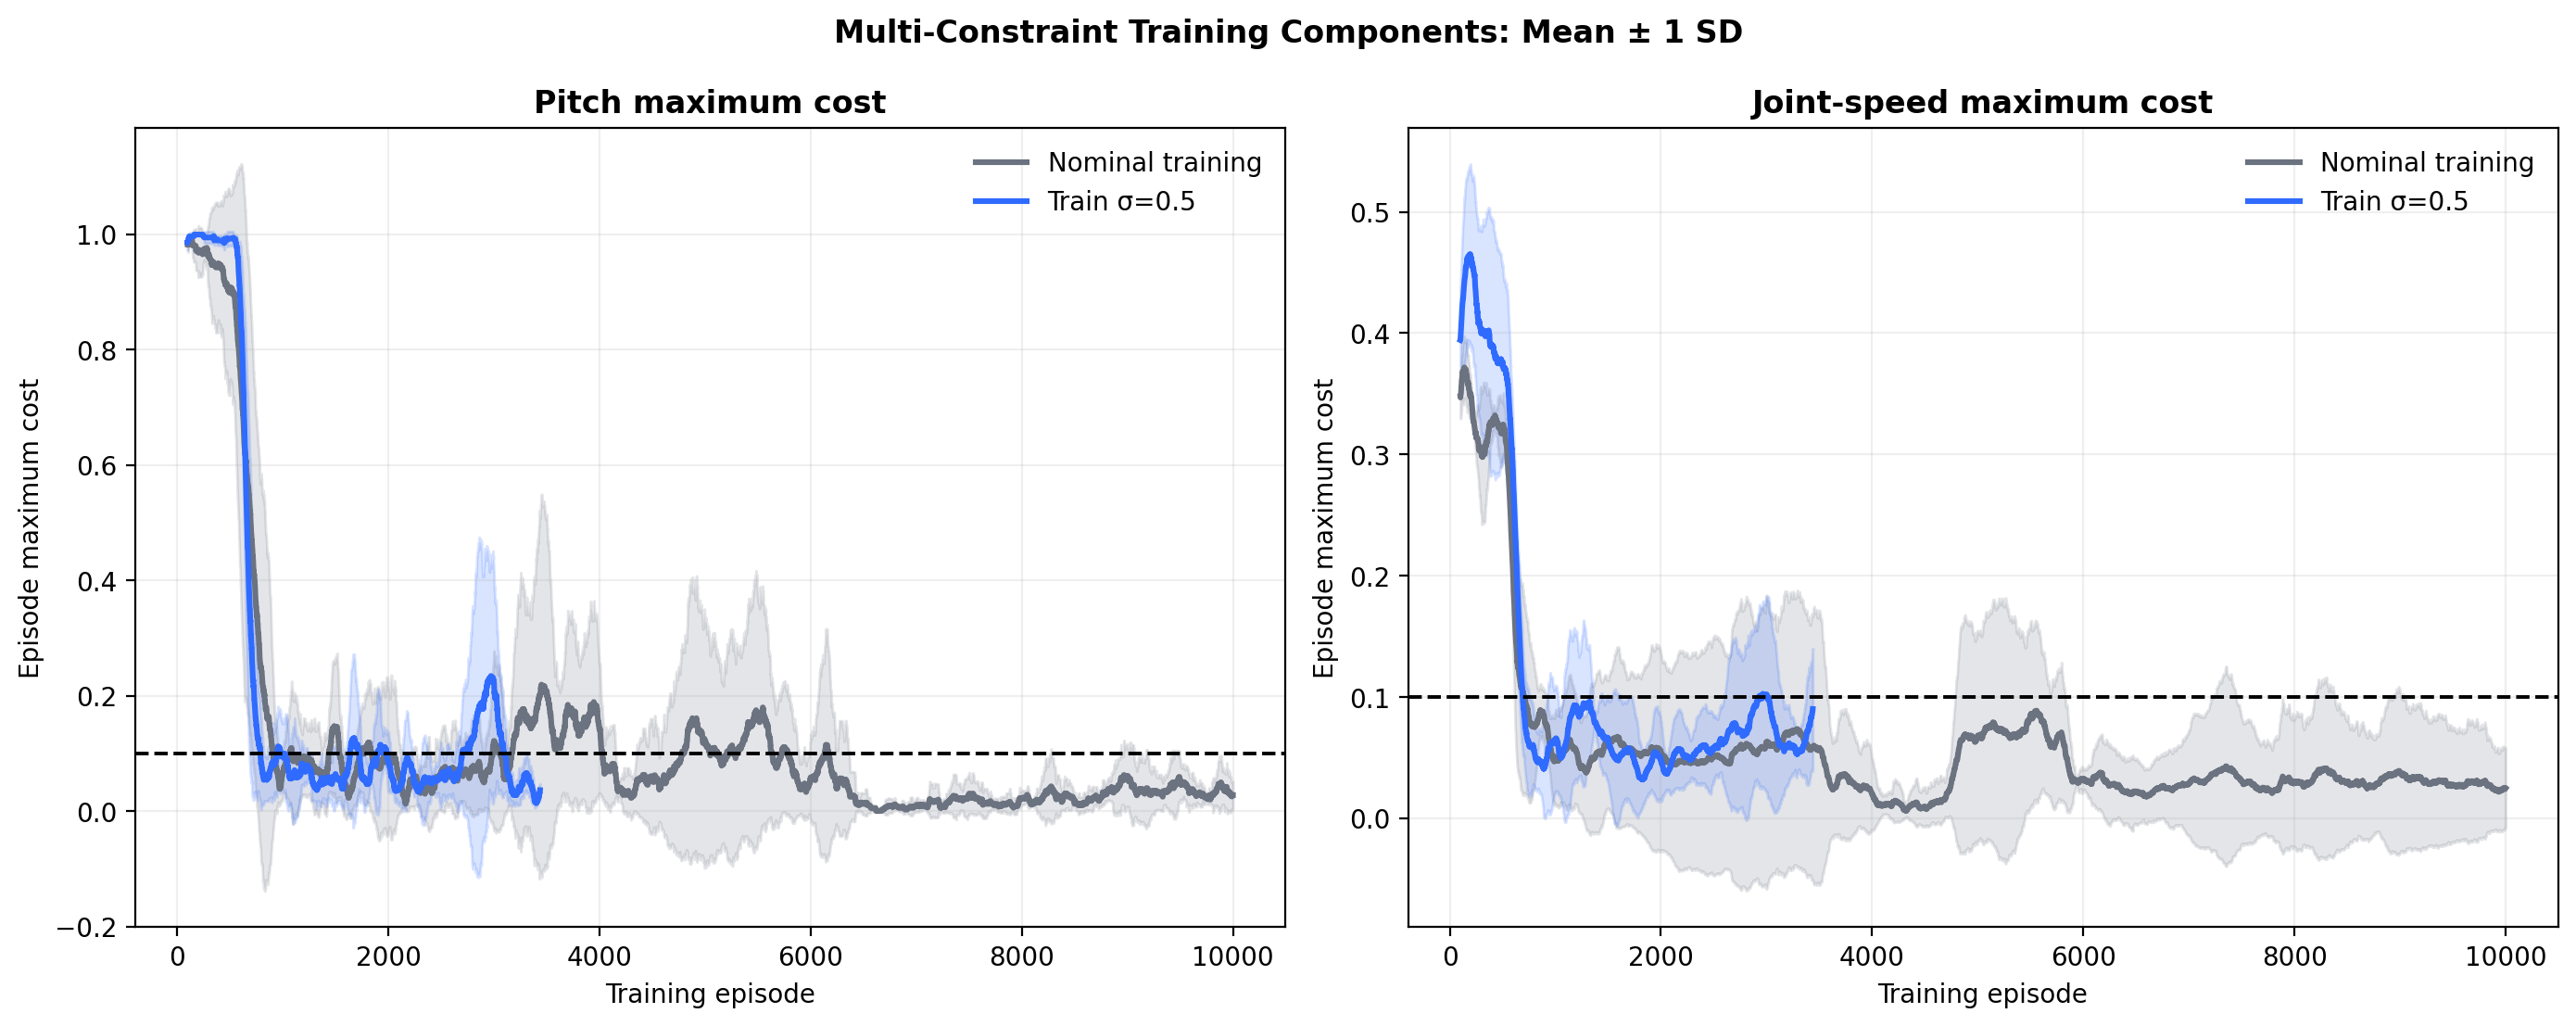 Multi-Constraint Training Components: Mean ± 1 SD
Pitch maximum cost
Nominal training
Train σ=0.5
Episode maximum cost
1.0
0.8
0.6
0.4
0.2
0.0
−0.2
0
2000
4000
6000
8000
10000
Training episode
Joint-speed maximum cost
Nominal training
Train σ=0.5
Episode maximum cost
0.5
0.4
0.3
0.2
0.1
0.0
0
2000
4000
6000
8000
10000
Training episode